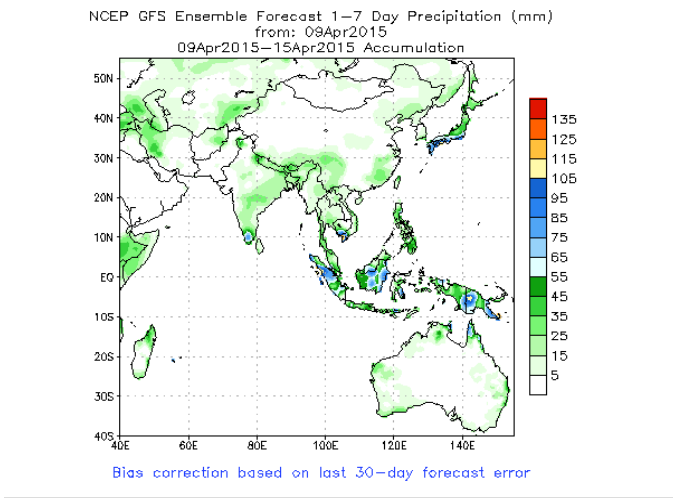 NCEP GFS Ensemble Forecast 1-7 Day Precipitation (mm)
from: 09Apr2015
09Apr2015-15Apr2015 Accumulation
50N
40N
30N
20N
10N
EQ
10S
20S
30S
40S
40E 60E 80E 100E 120E 140E
135
125
115
105
95
85
75
65
55
45
35
25
15
5
Bias correction based on last 30-day forecast error